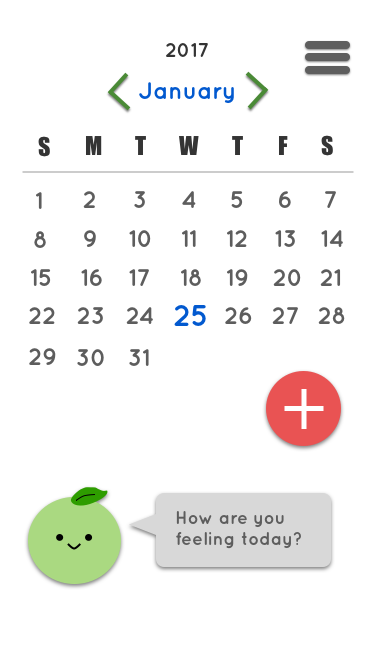 2017
January
S M T W T F S
1 2 3 4 5 6 7
8 9 10 11 12 13 14
15 16 17 18 19 20 21
22 23 24 25 26 27 28
29 30 31
How are you
feeling today?